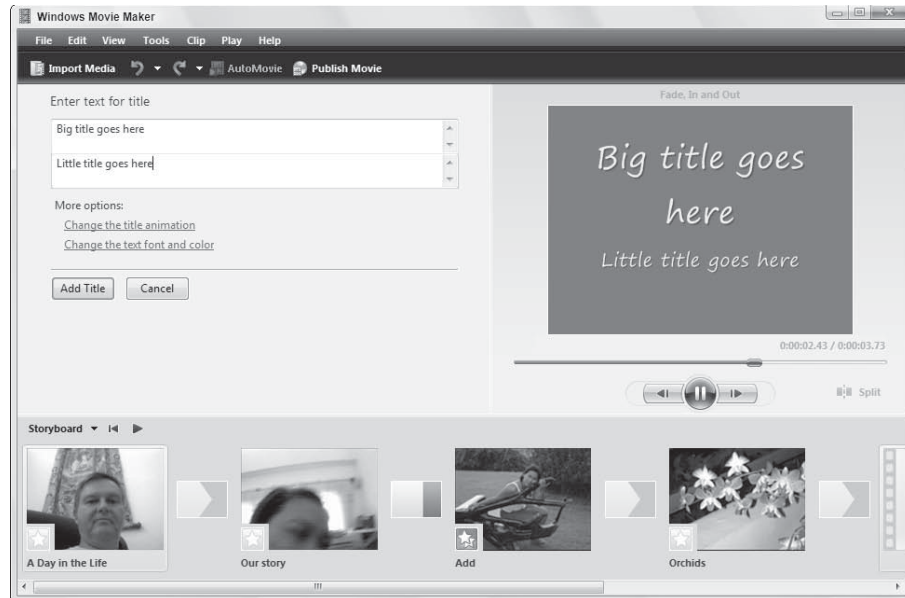 Windows Movie Maker
File Edit View Tools Clip Play Help
Import Media AutoMovie Publish Movie
Enter text for title
Big title goes here
Little title goes here
More options:
Change the title animation
Change the text font and color
Add Title Cancel
Fade, In and Out
Big title goes
here
Little title goes here
0:00:02.43 / 0:00:03.73
Split
Storyboard
A Day in the Life
Our story
Add
Orchids